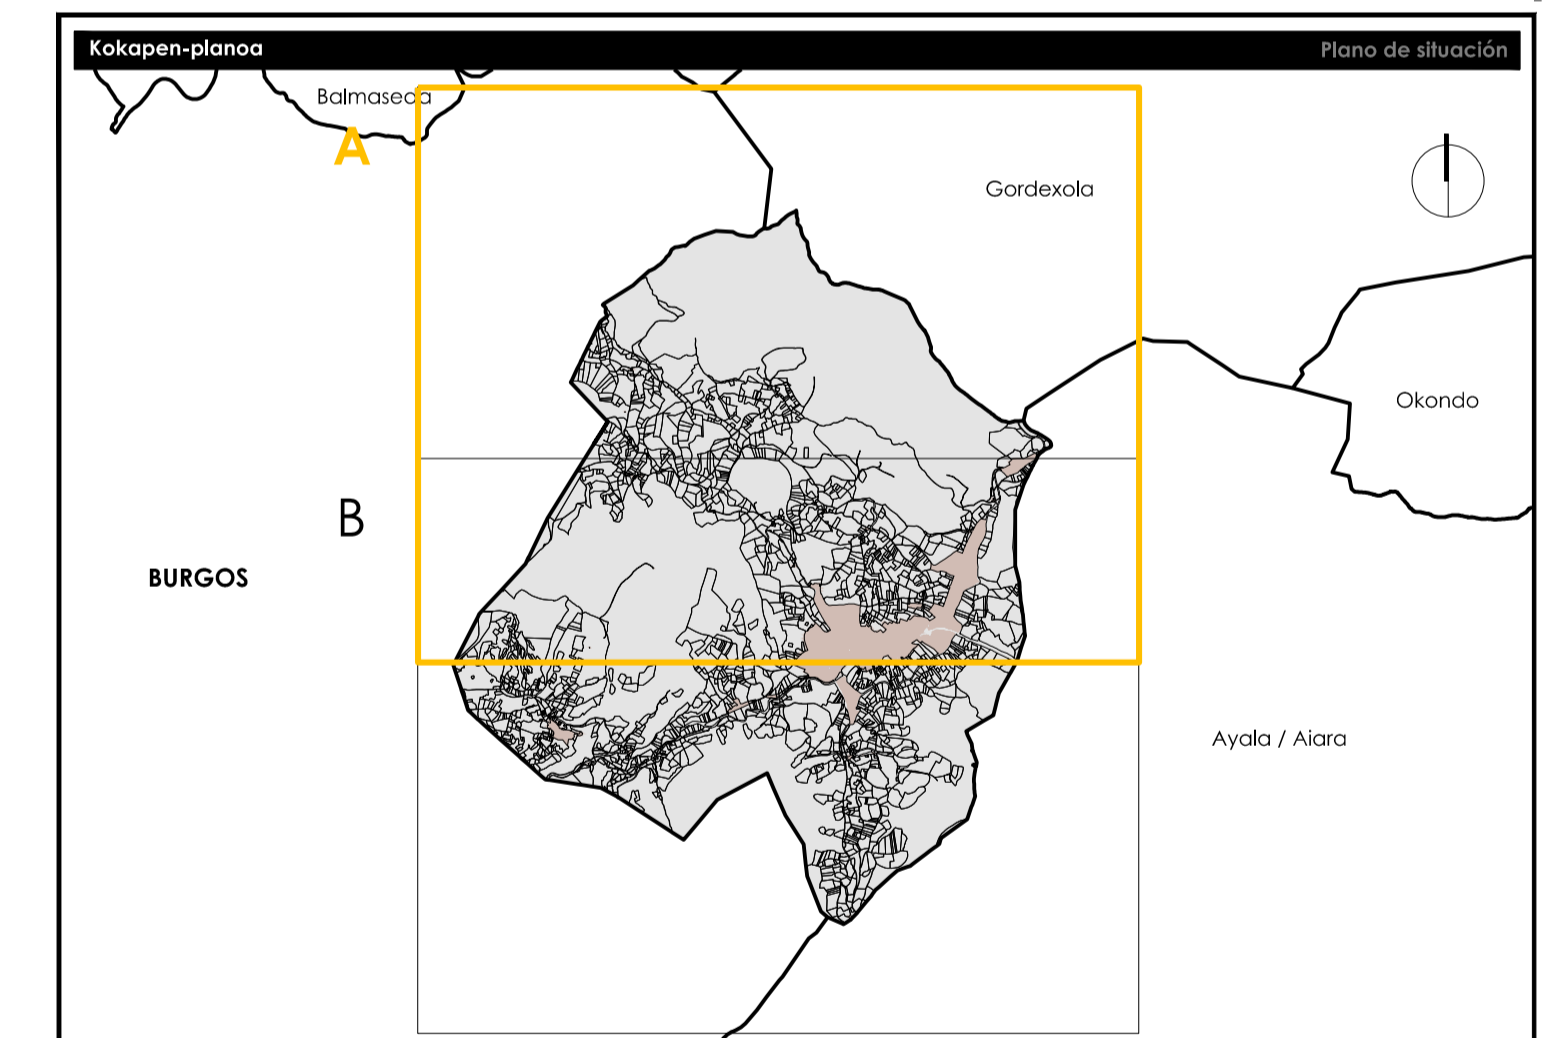 Kokapen-planoa
Plano de situación
Balmaseda
A
Gordexola
Okondo
B
BURGOS
Ayala / Aiara